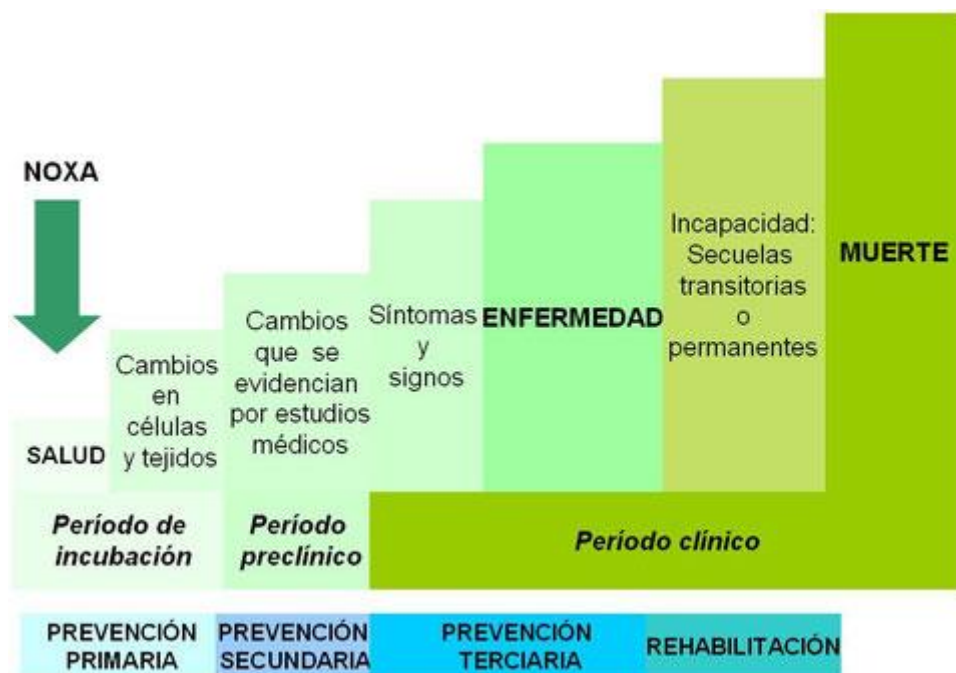 NOXA
SALUD
Cambios
en
células
y tejidos
Cambios
que se
evidencian
por estudios
médicos
Síntomas
y
signos
ENFERMEDAD
Incapacidad:
Secuelas
transitorias
o
permanentes
MUERTE
Período de
incubación
Período
preclínico
Período clínico
PREVENCIÓN
PRIMARIA
PREVENCIÓN
SECUNDARIA
PREVENCIÓN
TERCIARIA
REHABILITACIÓN